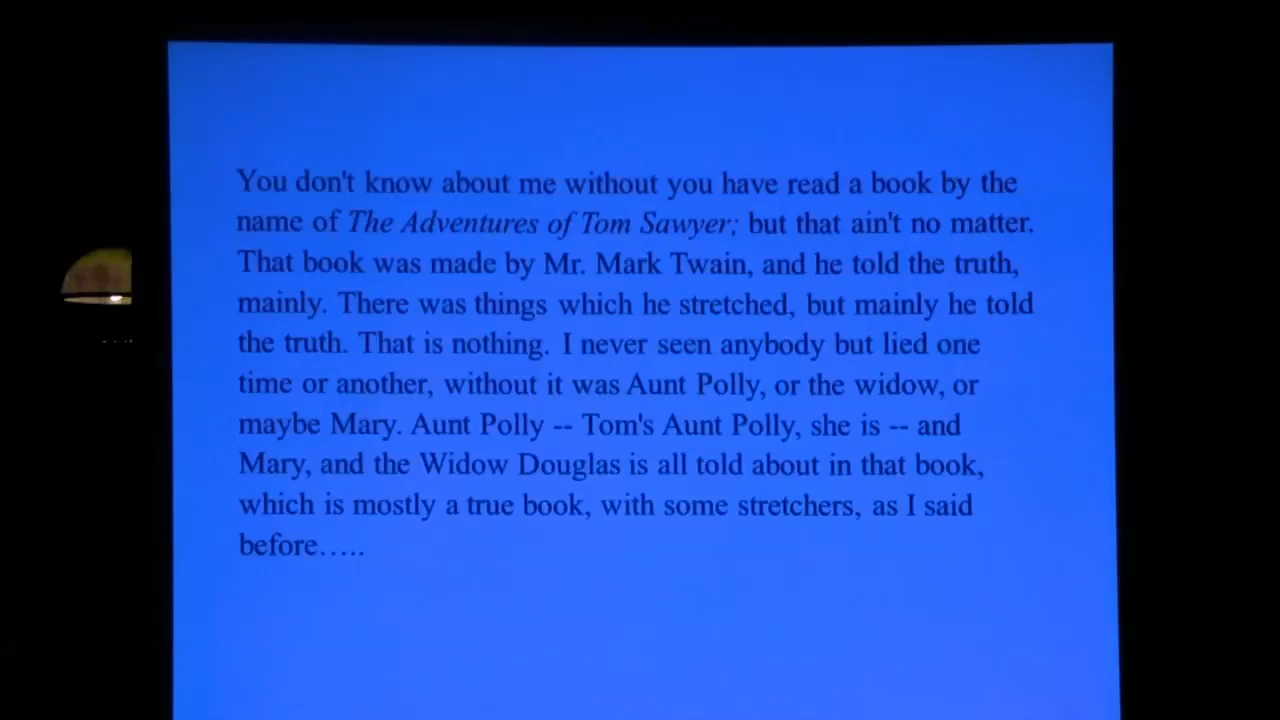 You don't know about me without you have read a book by the
name of The Adventures of Tom Sawyer; but that ain't no matter.
That book was made by Mr. Mark Twain, and he told the truth,
mainly. There was things which he stretched, but mainly he told
the truth. That is nothing. I never seen anybody but lied one
time or another, without it was Aunt Polly, or the widow, or
maybe Mary. Aunt Polly -- Tom's Aunt Polly, she is -- and
Mary, and the Widow Douglas is all told about in that book,
which is mostly a true book, with some stretchers, as I said
before…..